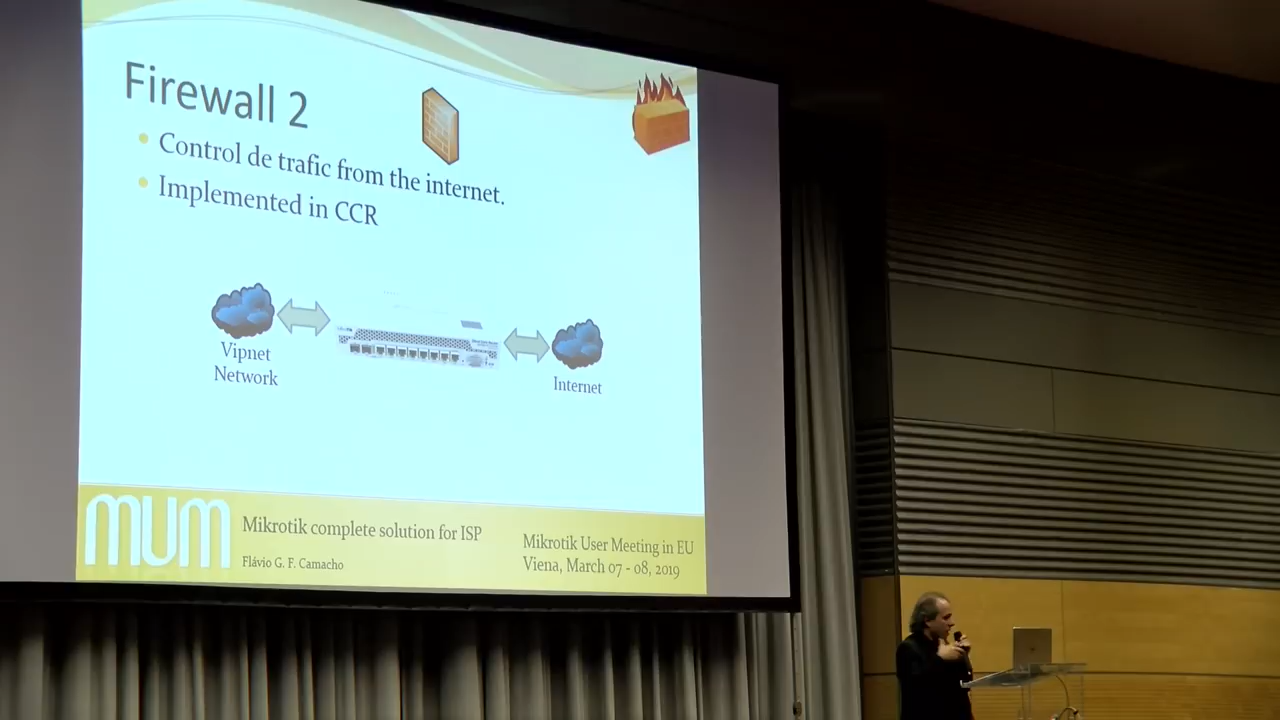 Firewall 2
Control de trafic from the internet.
Implemented in CCR
Vipnet
Network
Internet
MUM
Mikrotik complete solution for ISP
Flávio G. F. Camacho
Mikrotik User Meeting in EU
Viena, March 07 - 08, 2019